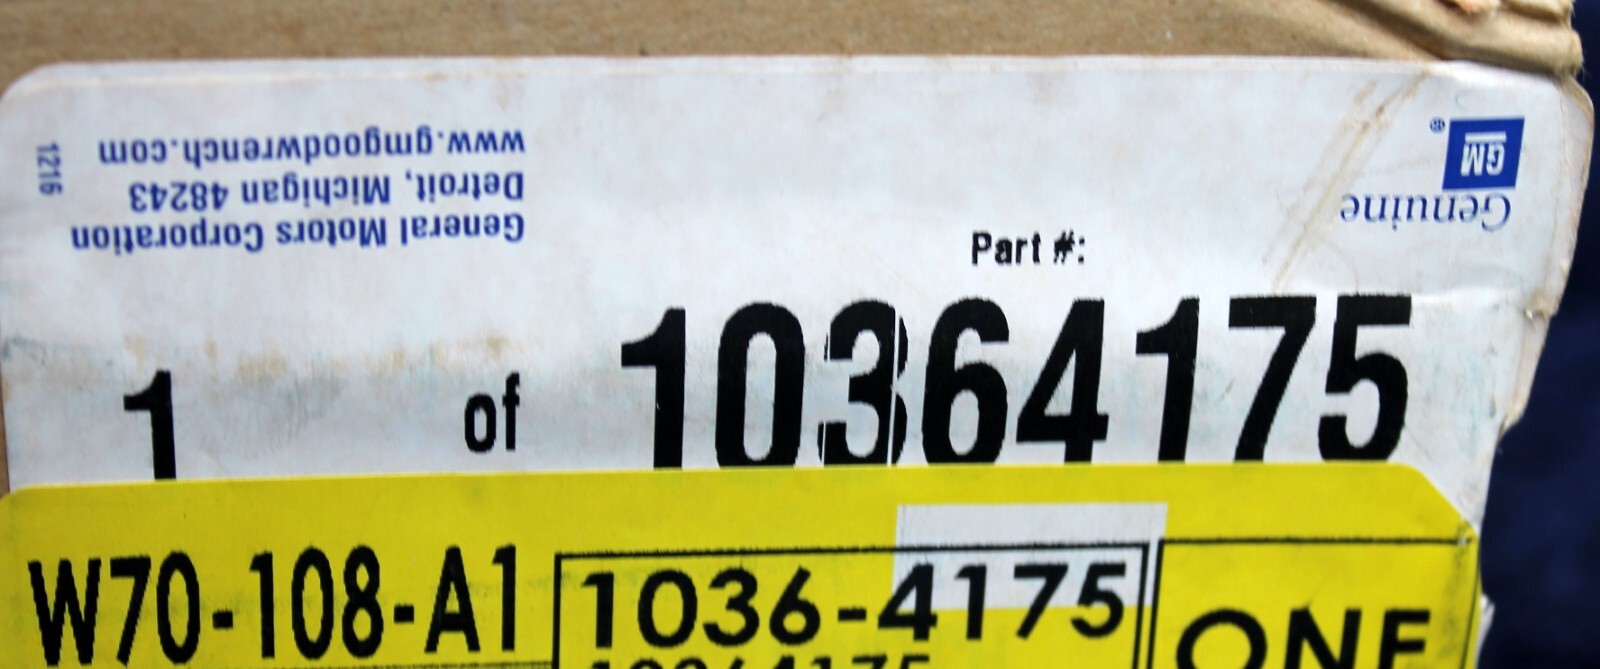 General Motors Corporation
Detroit, Michigan 48243
www.gmgoodwrench.com
1216
GM
®
Genuine
Part #:
1 of 10364175
W70-108-A1
1036-4175
10364175
ONE